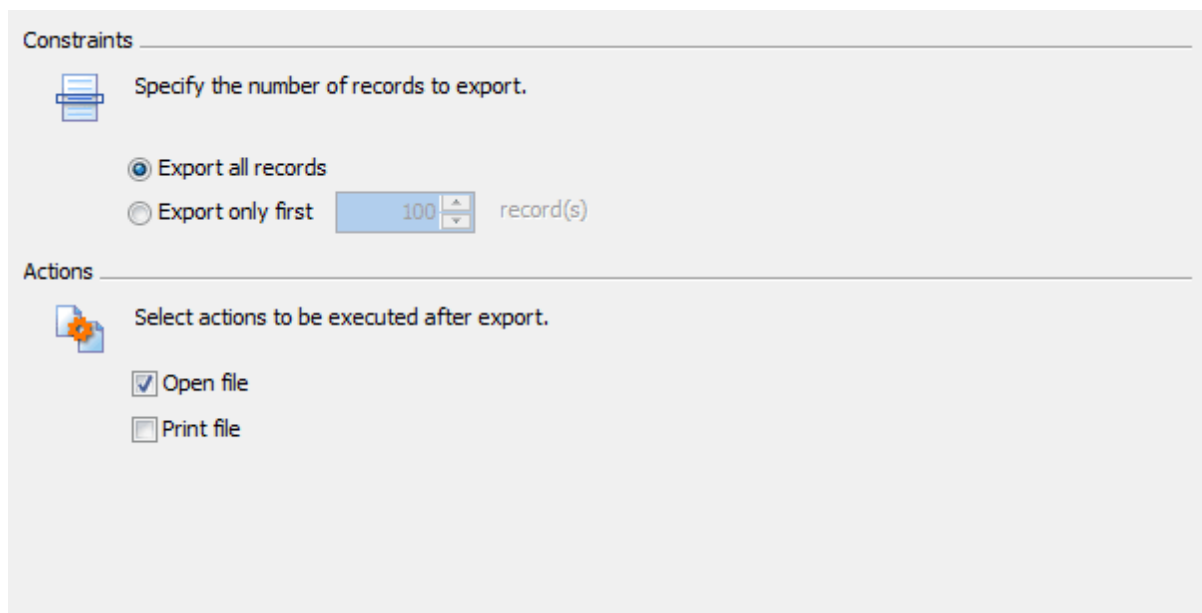 Constraints
Specify the number of records to export.
Export all records
Export only first 100 record(s)
Actions
Select actions to be executed after export.
Open file
Print file